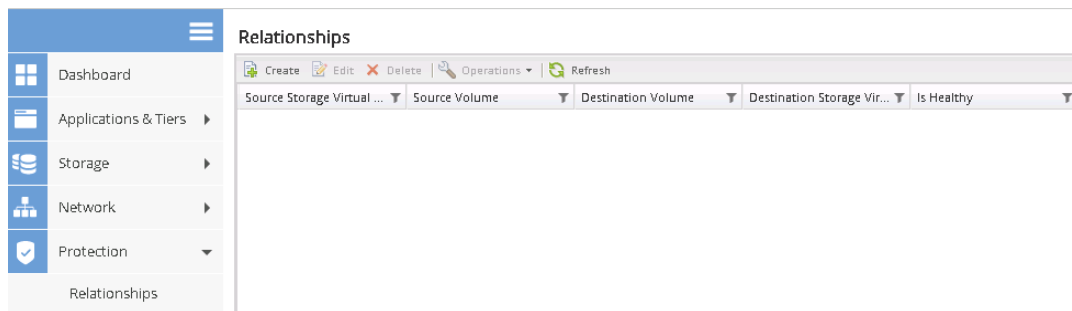 Relationships
Dashboard
Applications & Tiers
Storage
Network
Protection
Relationships
Create Edit Delete Operations Refresh
Source Storage Virtual ... Source Volume Destination Volume Destination Storage Vir... Is Healthy